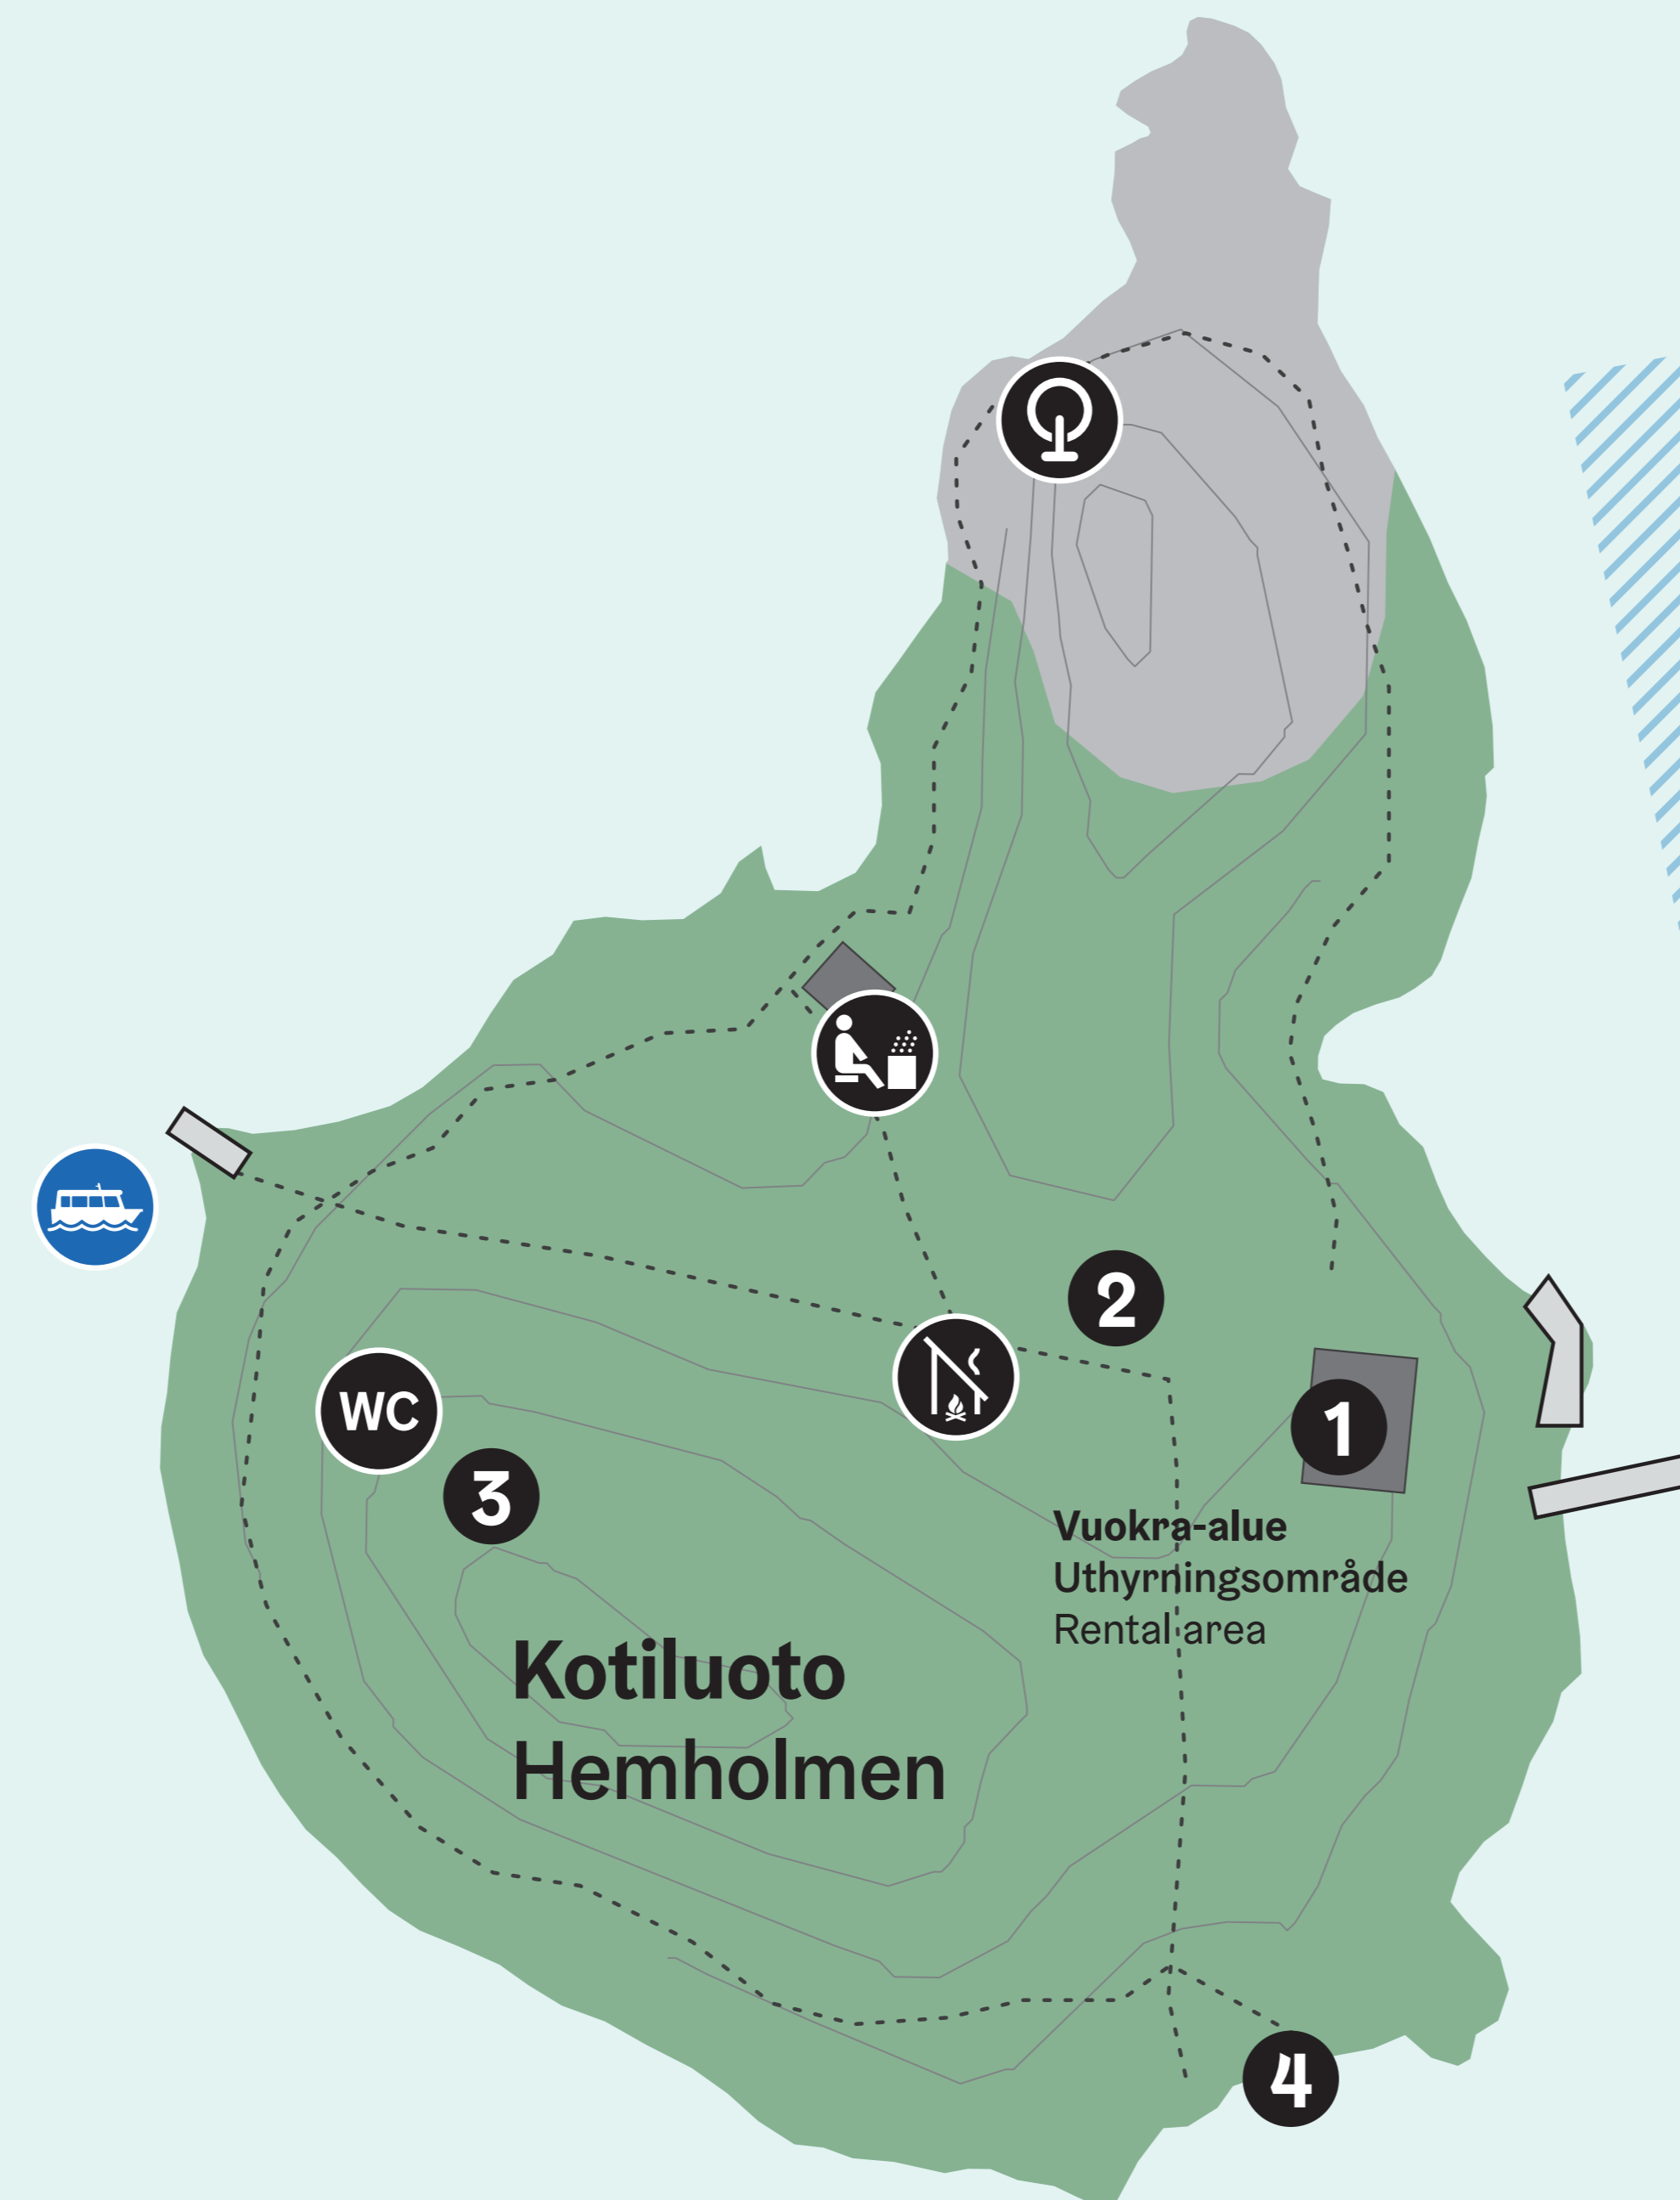 2
1
WC
3
Vuokra-alue
Uthyrningsområde
Rental area
Kotiluoto
Hemholmen
4